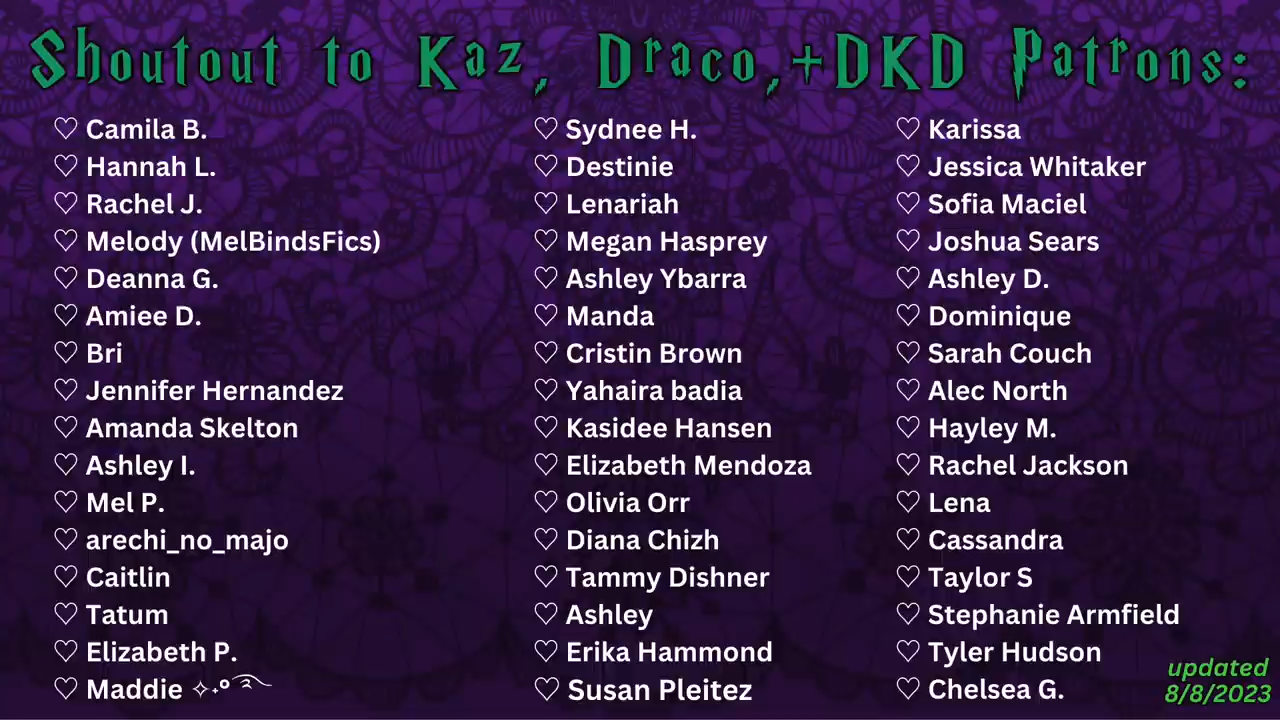 Shoutout to Kaz, Draco,+DKD Patrons:
♡ Camila B.
♡ Hannah L.
♡ Rachel J.
♡ Melody (MelBindsFics)
♡ Deanna G.
♡ Amiee D.
♡ Bri
♡ Jennifer Hernandez
♡ Amanda Skelton
♡ Ashley I.
♡ Mel P.
♡ arechi_no_majo
♡ Caitlin
♡ Tatum
♡ Elizabeth P.
♡ Maddie ✧˖° ࿐
♡ Sydnee H.
♡ Destinie
♡ Lenariah
♡ Megan Hasprey
♡ Ashley Ybarra
♡ Manda
♡ Cristin Brown
♡ Yahaira badia
♡ Kasidee Hansen
♡ Elizabeth Mendoza
♡ Olivia Orr
♡ Diana Chizh
♡ Tammy Dishner
♡ Ashley
♡ Erika Hammond
♡ Susan Pleitez
♡ Karissa
♡ Jessica Whitaker
♡ Sofia Maciel
♡ Joshua Sears
♡ Ashley D.
♡ Dominique
♡ Sarah Couch
♡ Alec North
♡ Hayley M.
♡ Rachel Jackson
♡ Lena
♡ Cassandra
♡ Taylor S
♡ Stephanie Armfield
♡ Tyler Hudson
♡ Chelsea G.
updated
8/8/2023